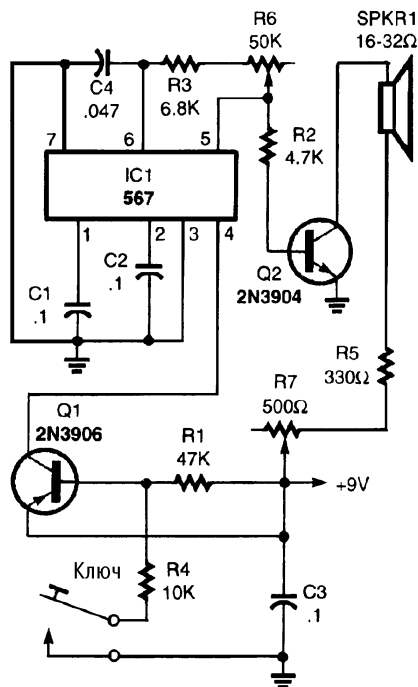 SPKR1
16-32Ω
R6
50K
C4
.047
R3
6.8K
R2
4.7K
7
6
5
IC1
567
1
2
3
4
C1
.1
C2
.1
Q2
2N3904
R5
330Ω
R7
500Ω
Q1
2N3906
R1
47K
+9V
Ключ
R4
10K
C3
.1